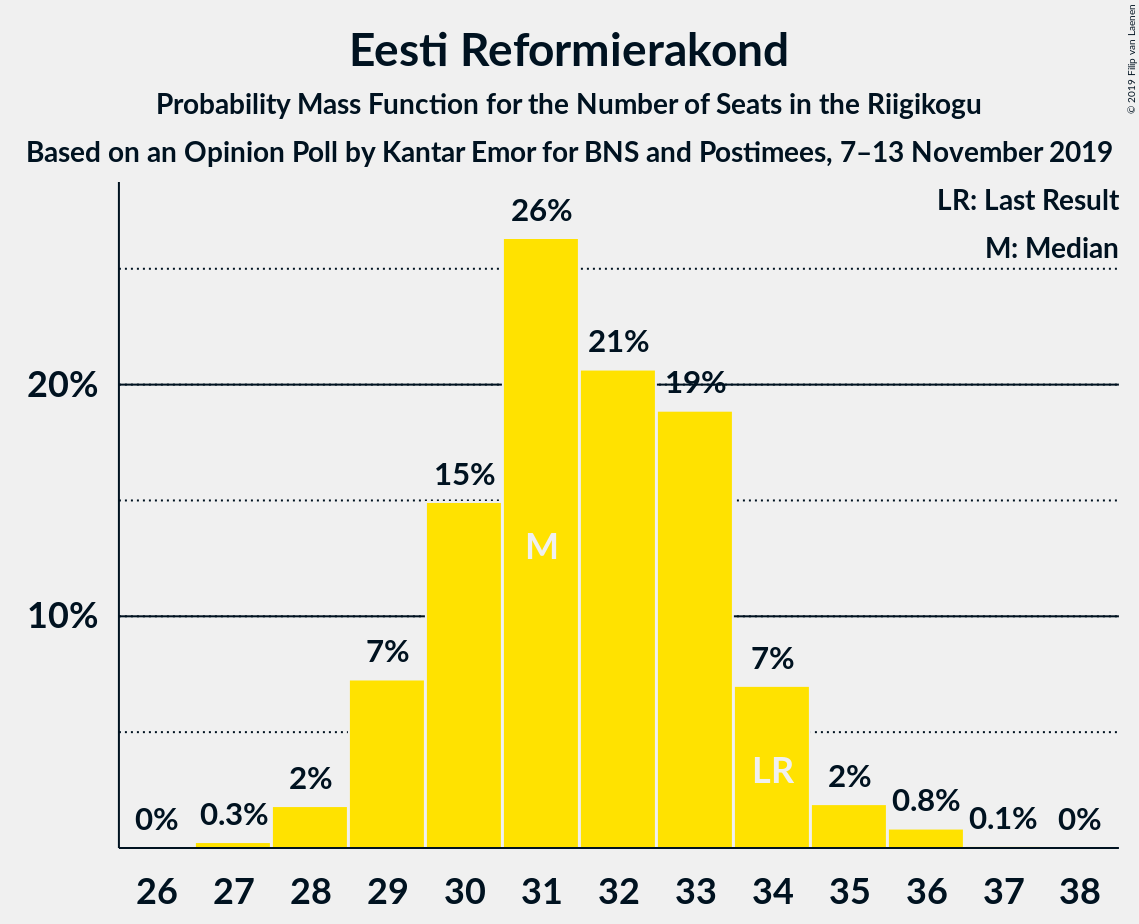 Eesti Reformierakond
Probability Mass Function for the Number of Seats in the Riigikogu
Based on an Opinion Poll by Kantar Emor for BNS and Postimees, 7–13 November 2019
© 2019 Filip van Laenen
LR: Last Result
M: Median
26%
21%
20%
19%
15%
M
10%
7%
7%
LR
2%
2%
0%
0.3%
0.8%
0.1%
0%
26 27 28 29 30 31 32 33 34 35 36 37 38